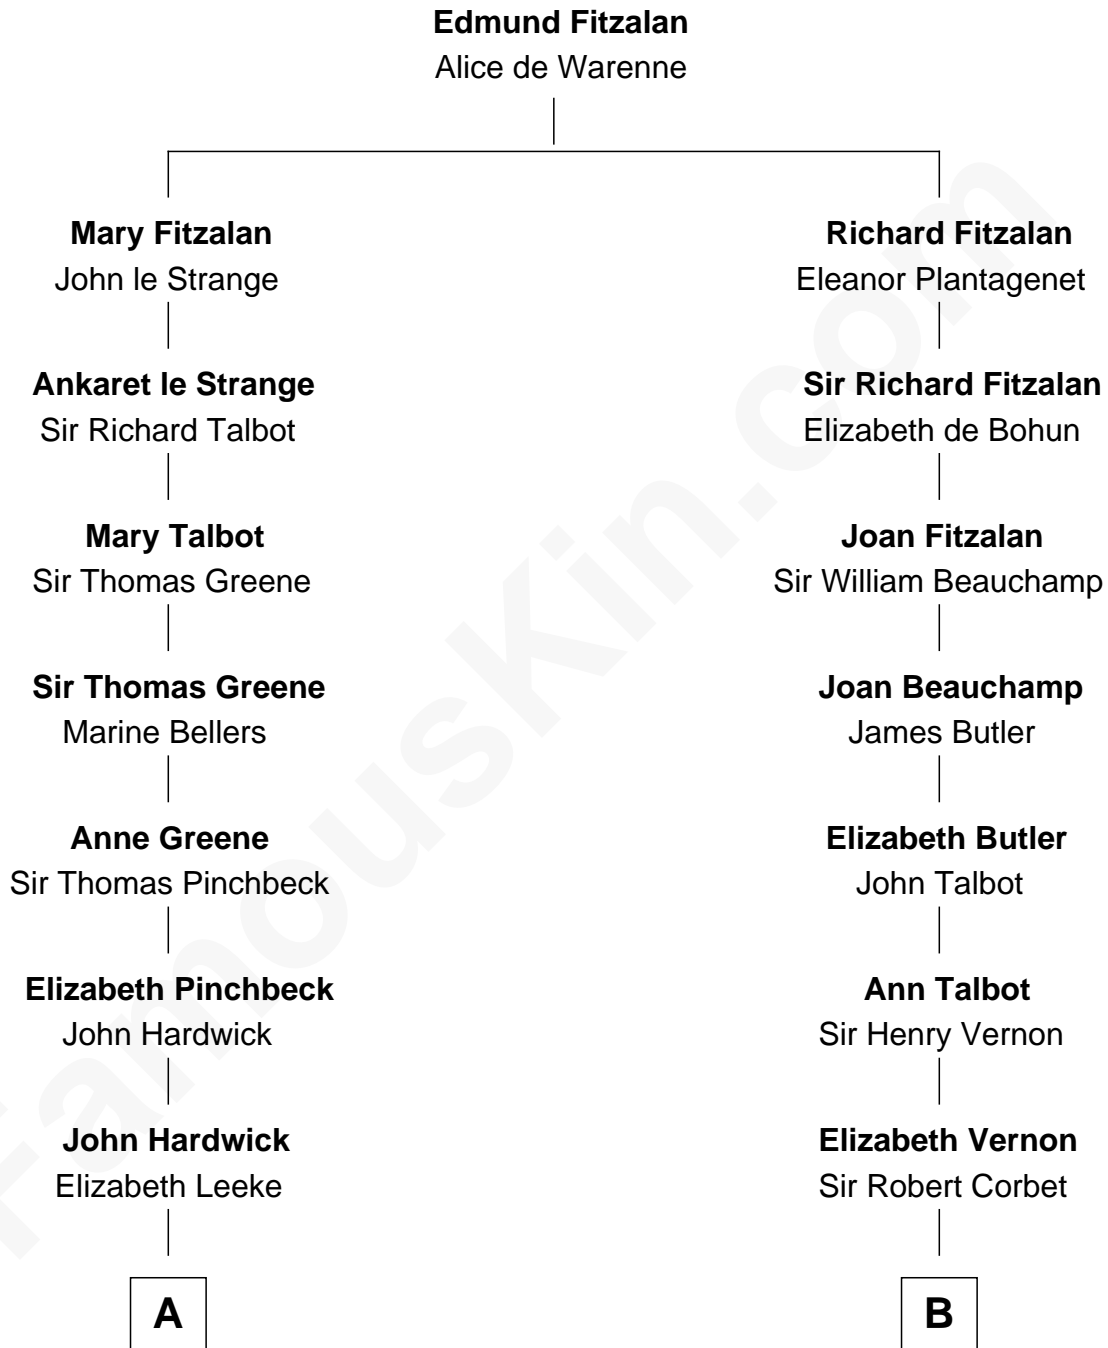 Edmund Fitzalan
Alice de Warenne
Mary Fitzalan
John le Strange
Richard Fitzalan
Eleanor Plantagenet
Ankaret le Strange
Sir Richard Talbot
Sir Richard Fitzalan
Elizabeth de Bohun
Mary Talbot
Sir Thomas Greene
Joan Fitzalan
Sir William Beauchamp
Sir Thomas Greene
Marine Bellers
Joan Beauchamp
James Butler
Anne Greene
Sir Thomas Pinchbeck
Elizabeth Butler
John Talbot
Elizabeth Pinchbeck
John Hardwick
Ann Talbot
Sir Henry Vernon
John Hardwick
Elizabeth Leeke
Elizabeth Vernon
Sir Robert Corbet
A
B
FamousKin.com